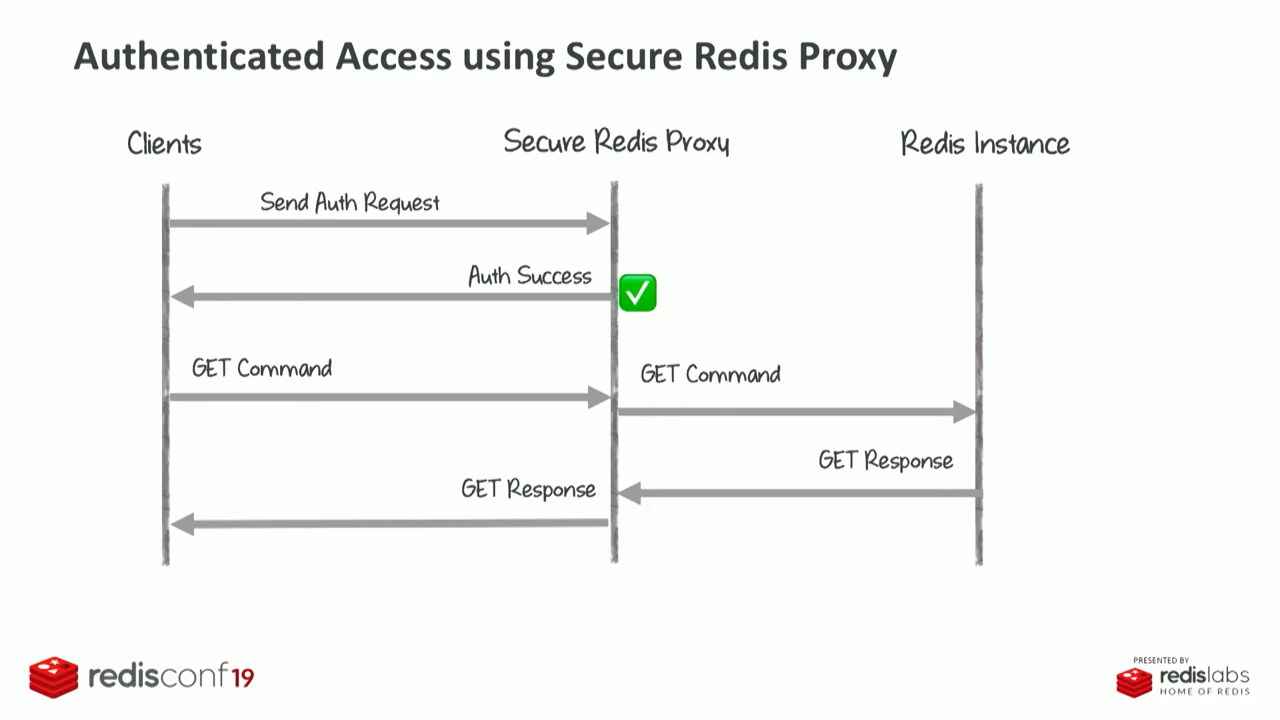 Authenticated Access using Secure Redis Proxy
Clients
Secure Redis Proxy
Redis Instance
Send Auth Request
Auth Success
GET Command
GET Command
GET Response
GET Response
redisconf19
PRESENTED BY
redislabs
HOME OF REDIS